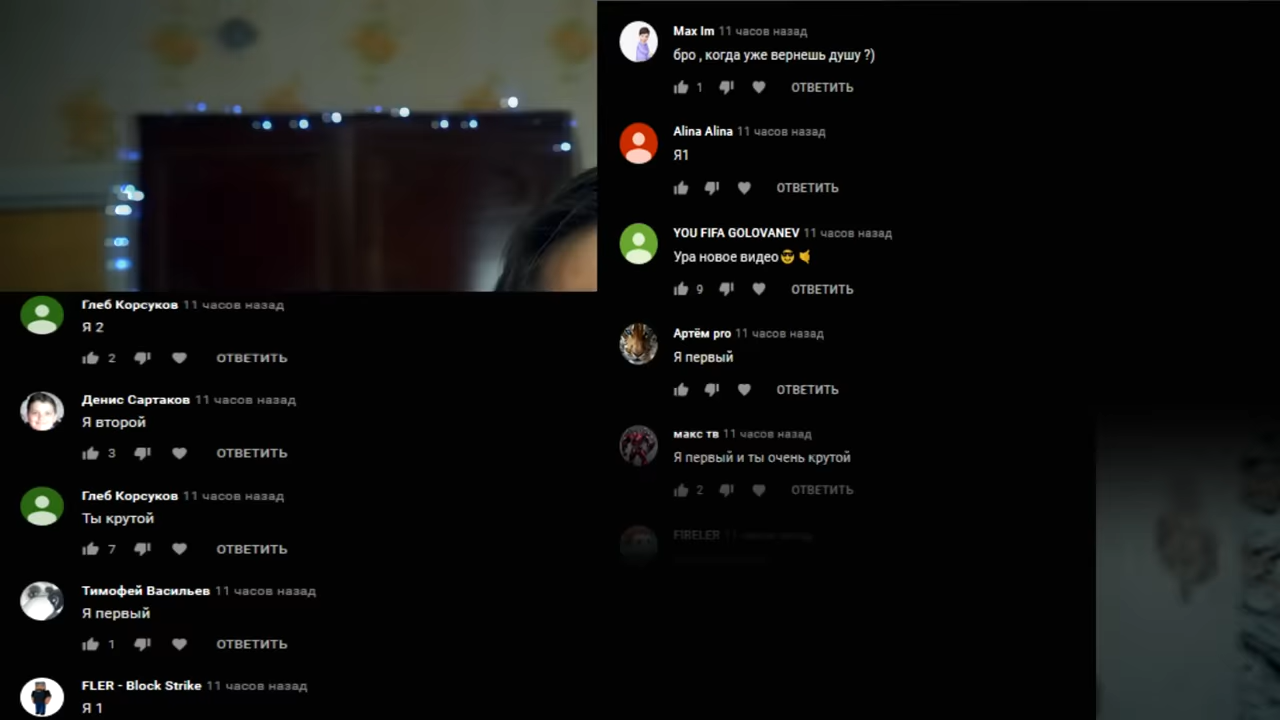 Глеб Корсуков 11 часов назад
Я 2
2 ОТВЕТИТЬ
Денис Сартаков 11 часов назад
Я второй
3 ОТВЕТИТЬ
Глеб Корсуков 11 часов назад
Ты крутой
7 ОТВЕТИТЬ
Тимофей Васильев 11 часов назад
Я первый
1 ОТВЕТИТЬ
FLER - Block Strike 11 часов назад
Я 1
Max Im 11 часов назад
бро , когда уже вернешь душу ?)
1 ОТВЕТИТЬ
Alina Alina 11 часов назад
Я1
ОТВЕТИТЬ
YOU FIFA GOLOVANEV 11 часов назад
Ура новое видео😎🤙
9 ОТВЕТИТЬ
Артём pro 11 часов назад
Я первый
ОТВЕТИТЬ
макс тв 11 часов назад
Я первый и ты очень крутой
2 ОТВЕТИТЬ
FIBELER 11 часов назад